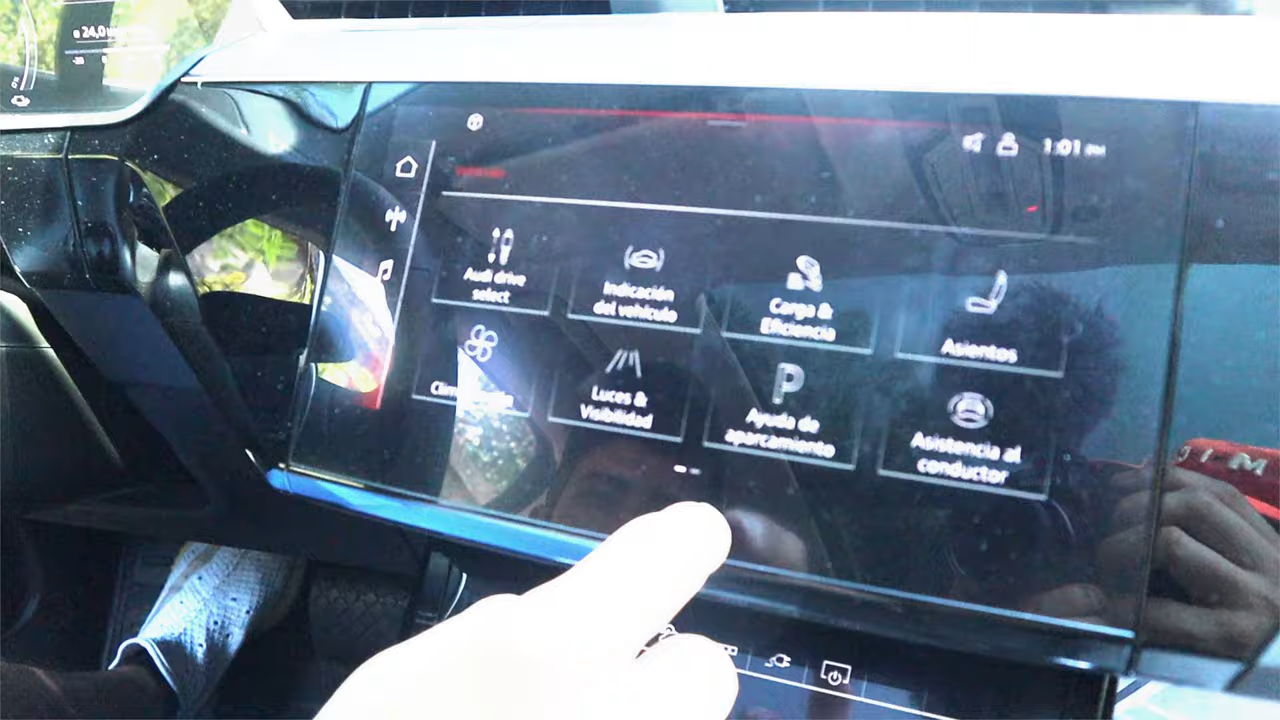 24,0
1:01 PM
Audi drive
select
Indicación
del vehículo
Carga &
Eficiencia
Asientos
Luces &
Visibilidad
P
Ayuda de
aparcamiento
Asistencia al
conductor